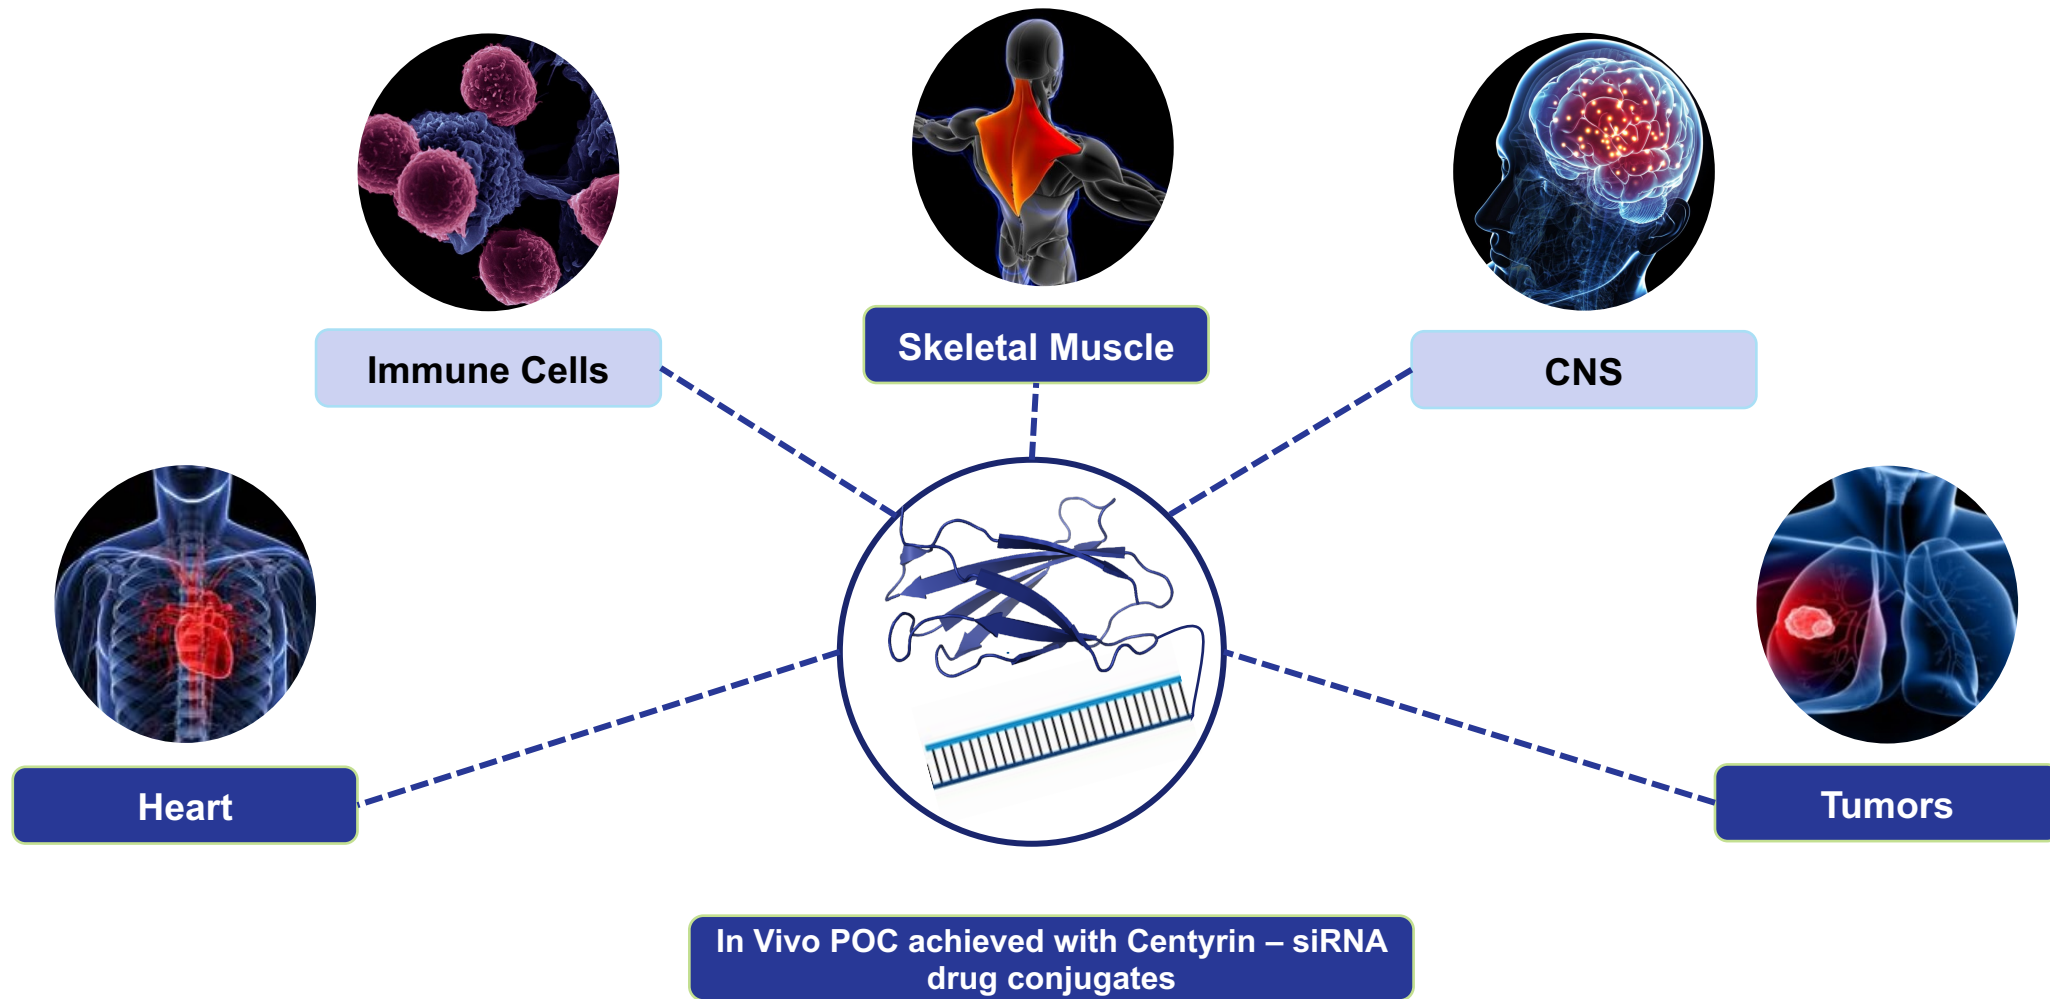 Immune Cells
Skeletal Muscle
CNS
Heart
Tumors
In Vivo POC achieved with Centyrin – siRNA
drug conjugates